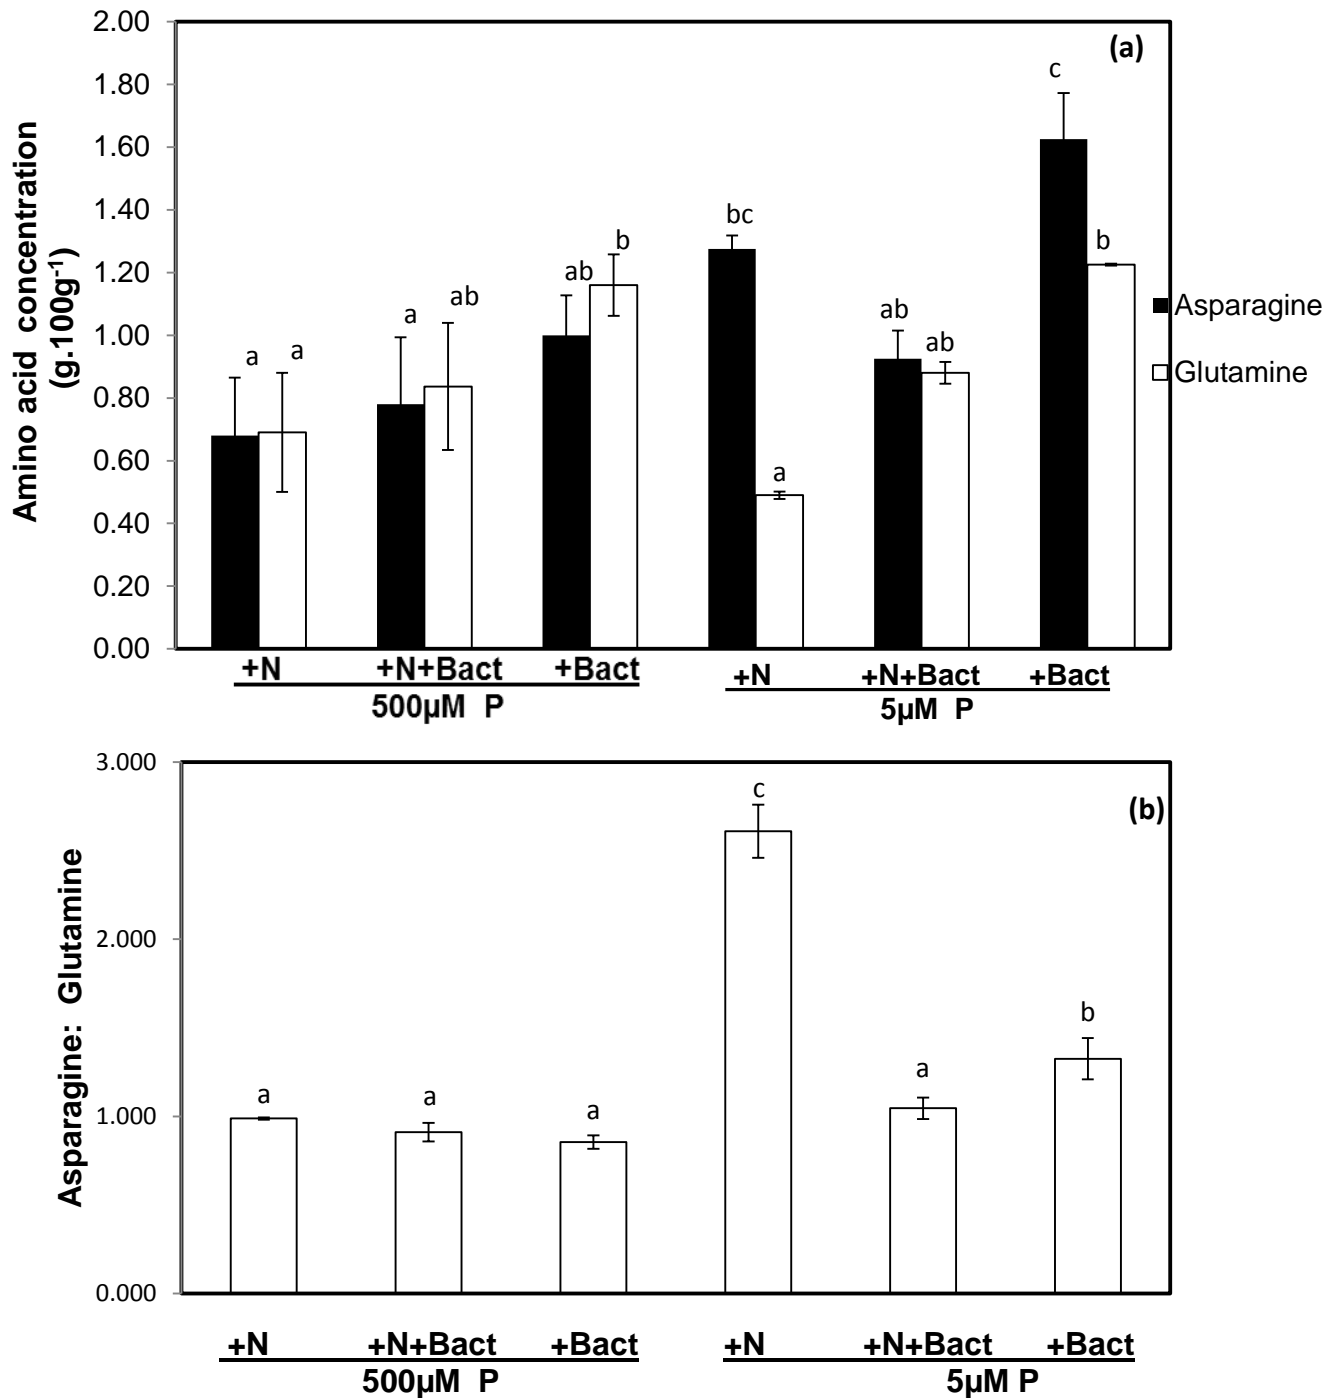 2.00
1.80
1.60
1.40
1.20
1.00
0.80
0.60
0.40
0.20
0.00
Amino acid concentration
(g.100g⁻¹)
(a)
a a
a ab
ab b
bc a
ab ab
c b
Asparagine
Glutamine
+N +N+Bact +Bact +N +N+Bact +Bact
500µM P 5µM P
3.000
2.000
1.000
0.000
Asparagine: Glutamine
(b)
a a a c a b
+N +N+Bact +Bact +N +N+Bact +Bact
500µM P 5µM P